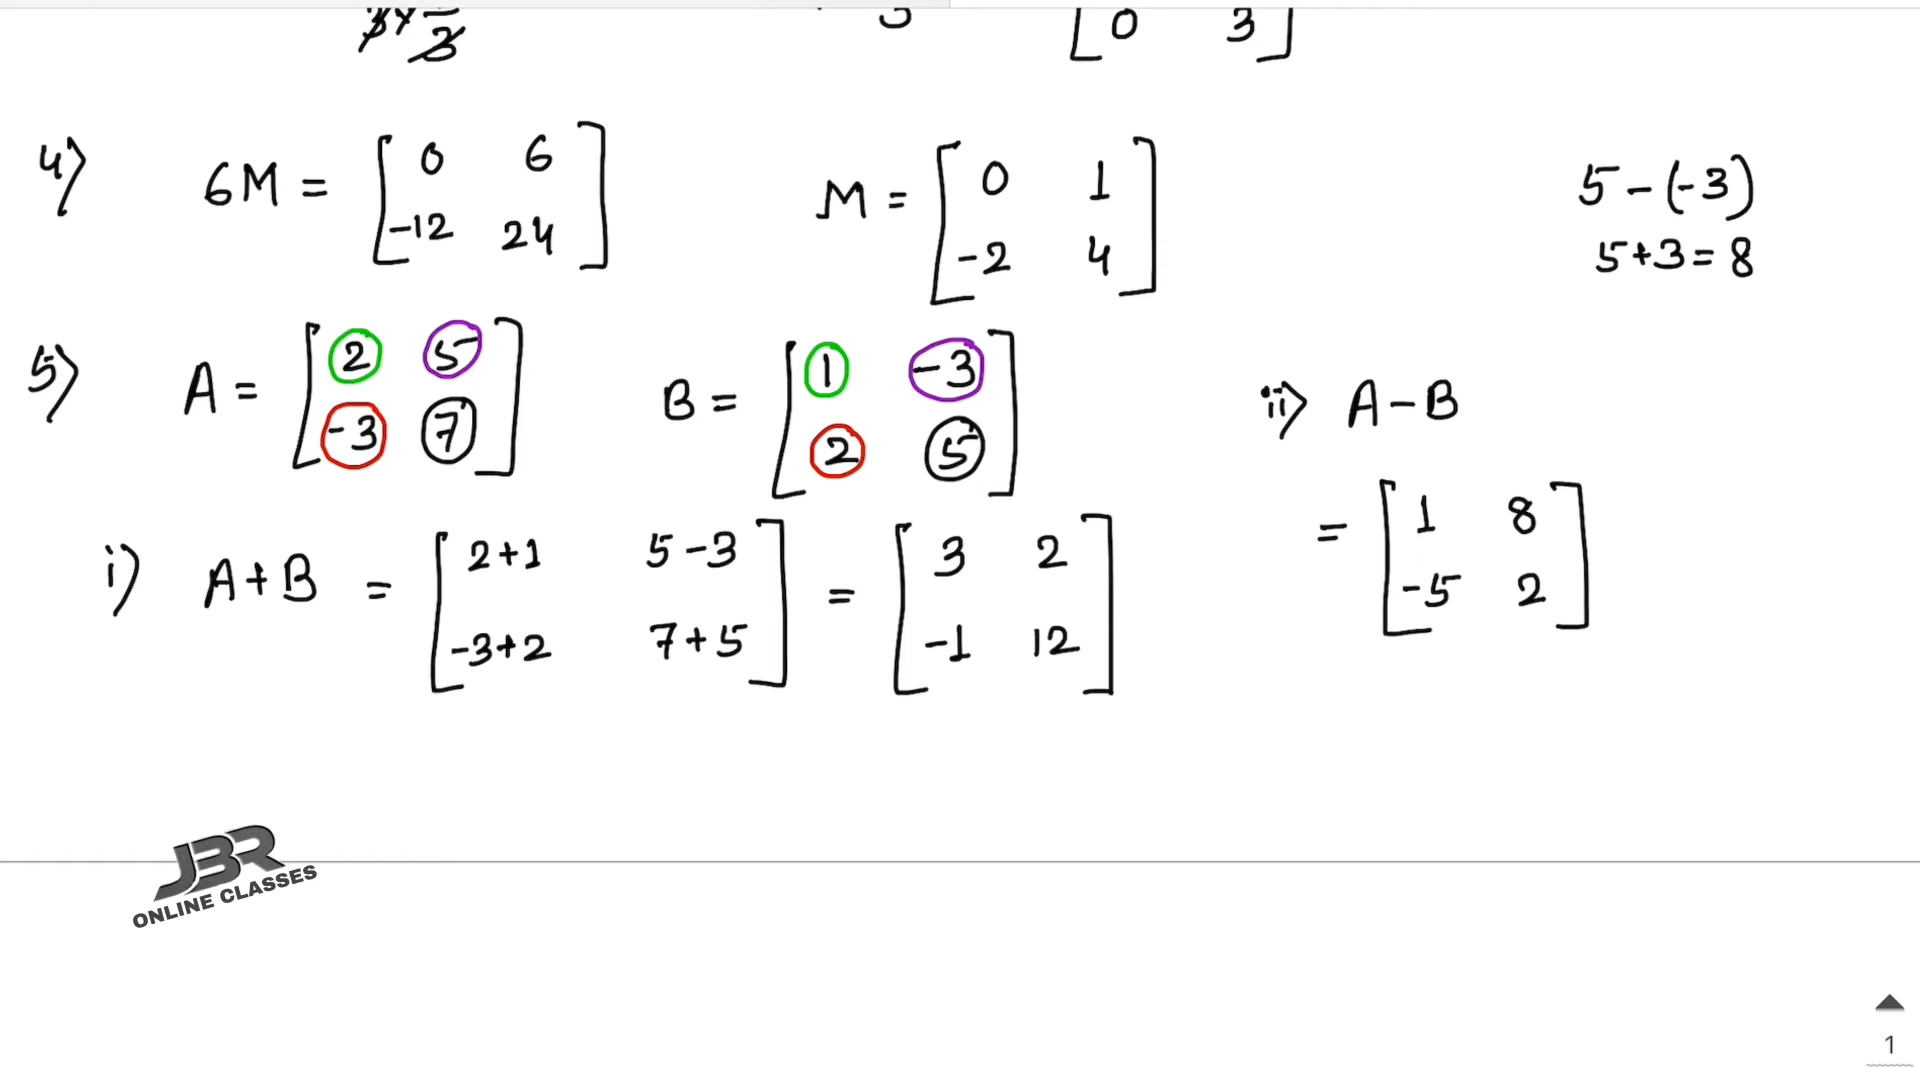 0 3
4) 6M = [ 0 6
-12 24 ]
M = [ 0 1
-2 4 ]
5 - (-3)
5 + 3 = 8
5) A = [ 2 5
-3 7 ]
B = [ 1 -3
2 5 ]
i) A + B = [ 2+1 5-3
-3+2 7+5 ] = [ 3 2
-1 12 ]
ii) A - B
= [ 1 8
-5 2 ]
JBR
ONLINE CLASSES
1